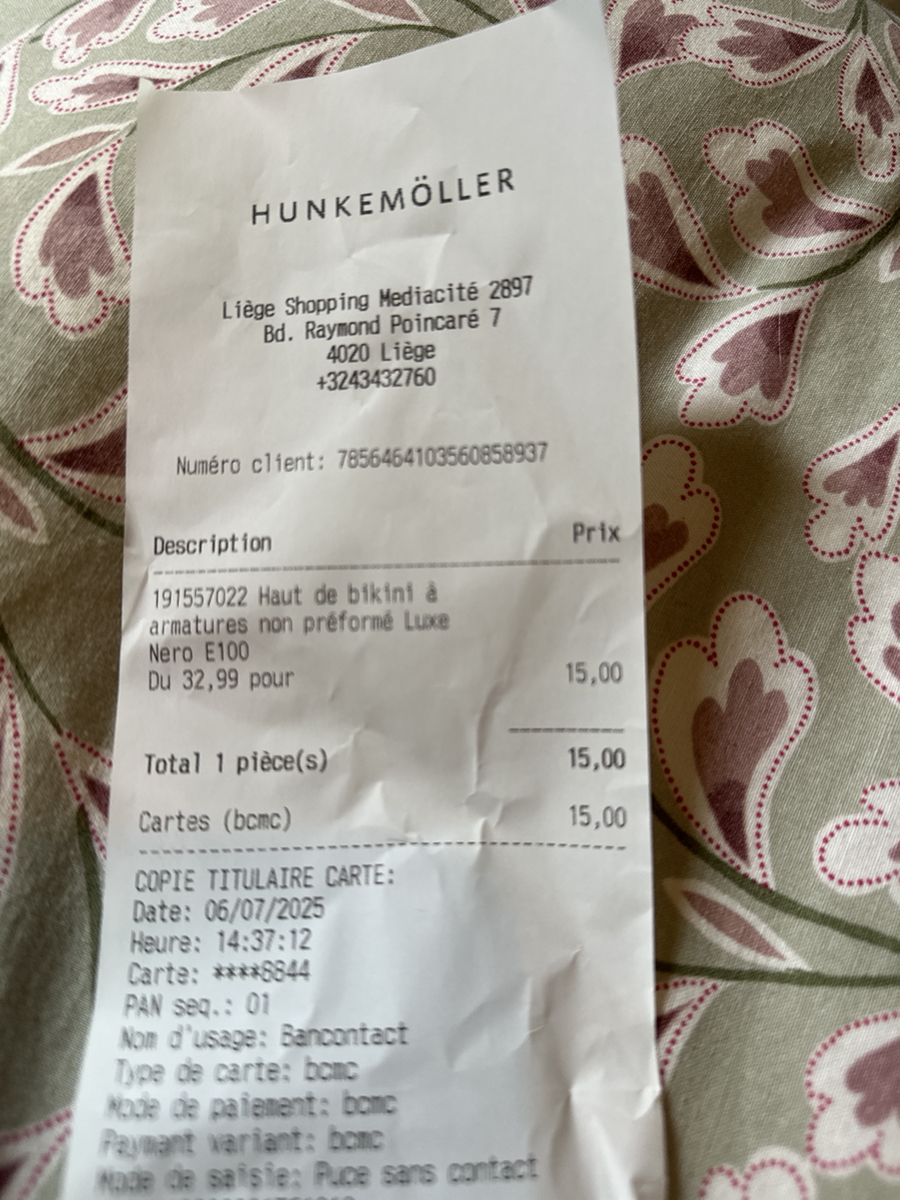 HUNKEMÖLLER
Liège Shopping Mediacité 2897
Bd. Raymond Poincaré 7
4020 Liège
+3243432760
Numéro client: 7856464103560858937
Description Prix
191557022 Haut de bikini à
armatures non préformé Luxe
Nero E100
Du 32,99 pour 15,00
Total 1 pièce(s) 15,00
Cartes (bcmc) 15,00
COPIE TITULAIRE CARTE:
Date: 06/07/2025
Heure: 14:37:12
Carte: ****6844
PAN seq.: 01
Nom d'usage: Bancontact
Type de carte: bcmc
Mode de paiement: bcmc
Paymant variant: bcmc
Mode de saisie: Puce sans contact